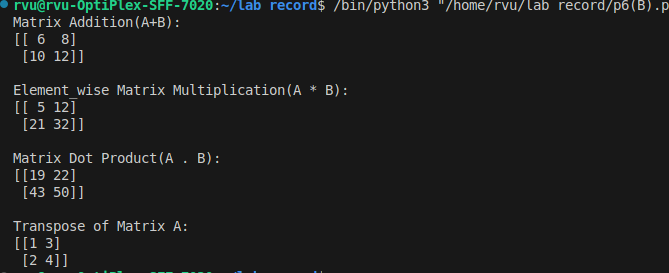 rvu@rvu-OptiPlex-SFF-7020:~/lab record$ /bin/python3 "/home/rvu/lab record/p6(B).p
Matrix Addition(A+B):
[[ 6  8]
 [10 12]]
Element_wise Matrix Multiplication(A * B):
[[ 5 12]
 [21 32]]
Matrix Dot Product(A . B):
[[19 22]
 [43 50]]
Transpose of Matrix A:
[[1 3]
 [2 4]]